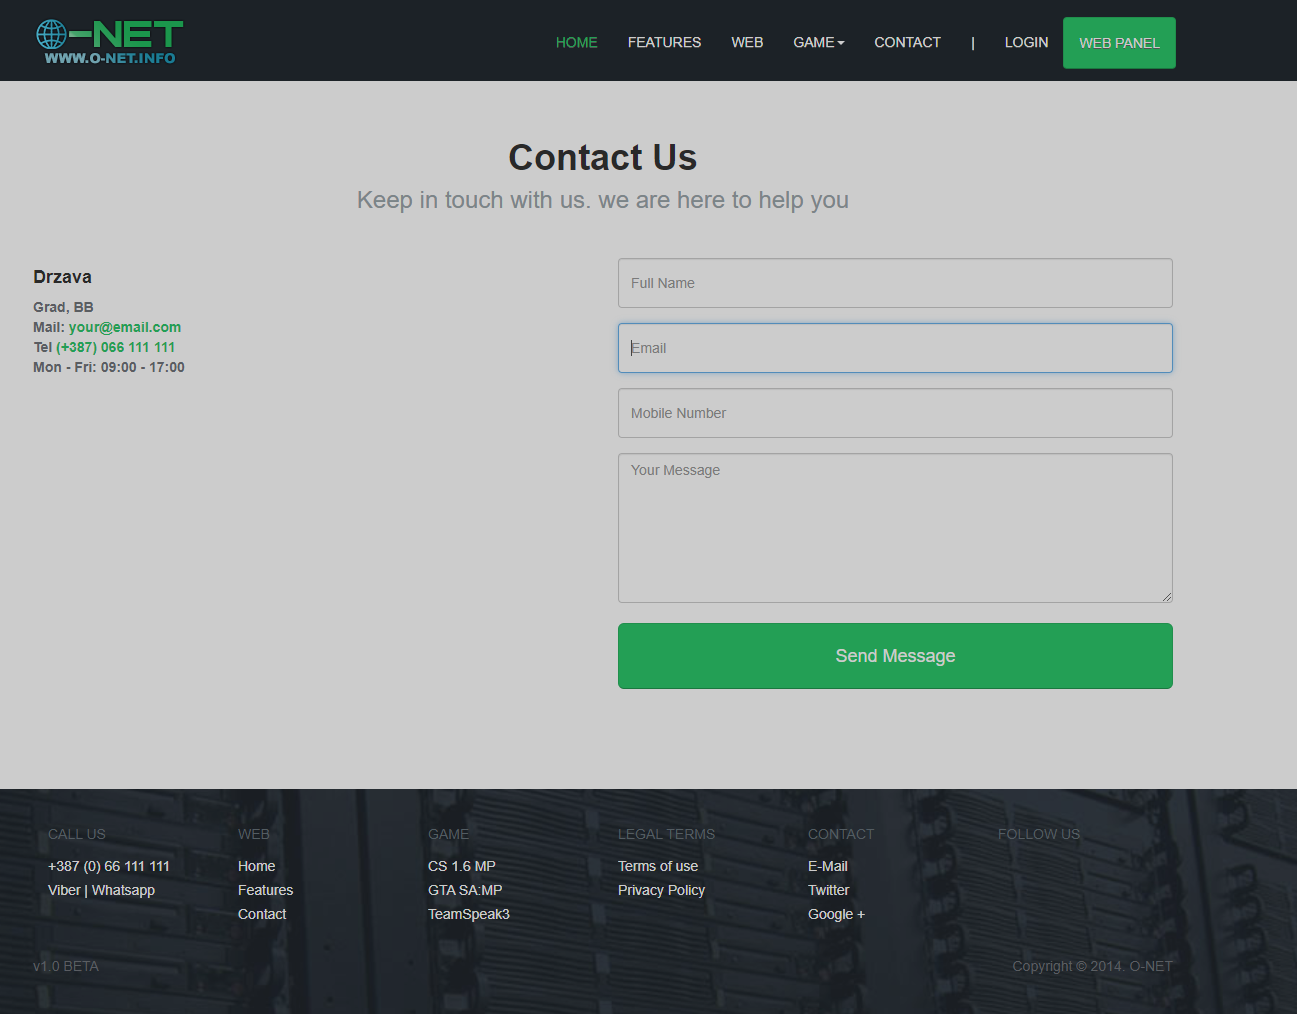 O-NET
WWW.O-NET.INFO
HOME FEATURES WEB GAME CONTACT | LOGIN WEB PANEL
Contact Us
Keep in touch with us. we are here to help you
Drzava
Grad, BB
Mail: your@email.com
Tel (+387) 066 111 111
Mon - Fri: 09:00 - 17:00
Full Name
Email
Mobile Number
Your Message
Send Message
CALL US
+387 (0) 66 111 111
Viber | Whatsapp
WEB
Home
Features
Contact
GAME
CS 1.6 MP
GTA SA:MP
TeamSpeak3
LEGAL TERMS
Terms of use
Privacy Policy
CONTACT
E-Mail
Twitter
Google +
FOLLOW US
v1.0 BETA
Copyright © 2014. O-NET